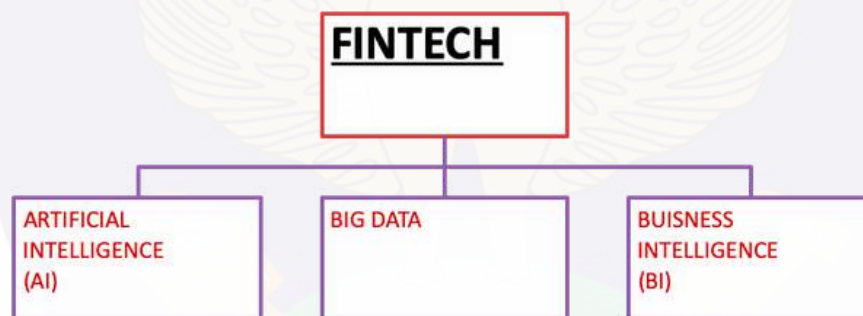 FINTECH
ARTIFICIAL
INTELLIGENCE
(AI)
BIG DATA
BUISNESS
INTELLIGENCE
(BI)